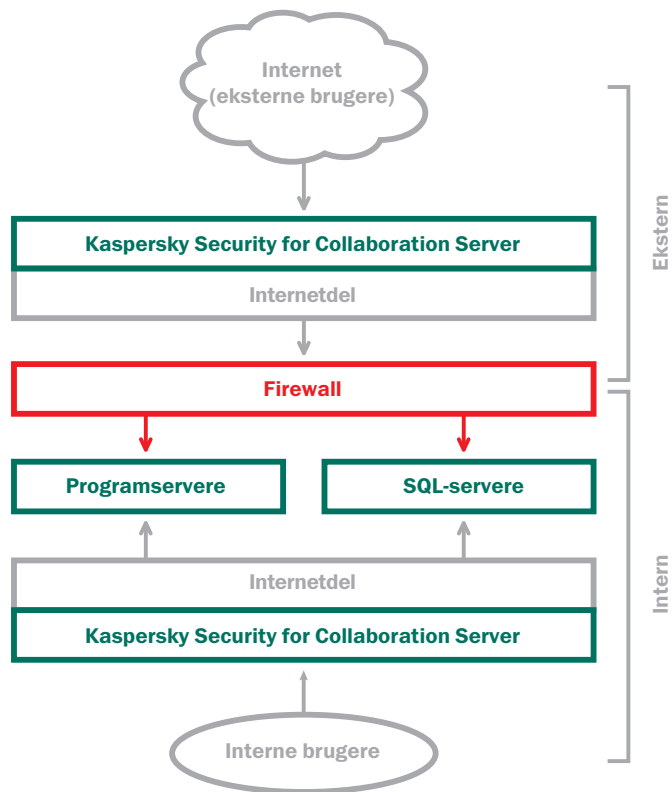 Internet
(eksterne brugere)
Kaspersky Security for Collaboration Server
Internetdel
Ekstern
Firewall
Programservere
SQL-servere
Internetdel
Kaspersky Security for Collaboration Server
Intern
Interne brugere